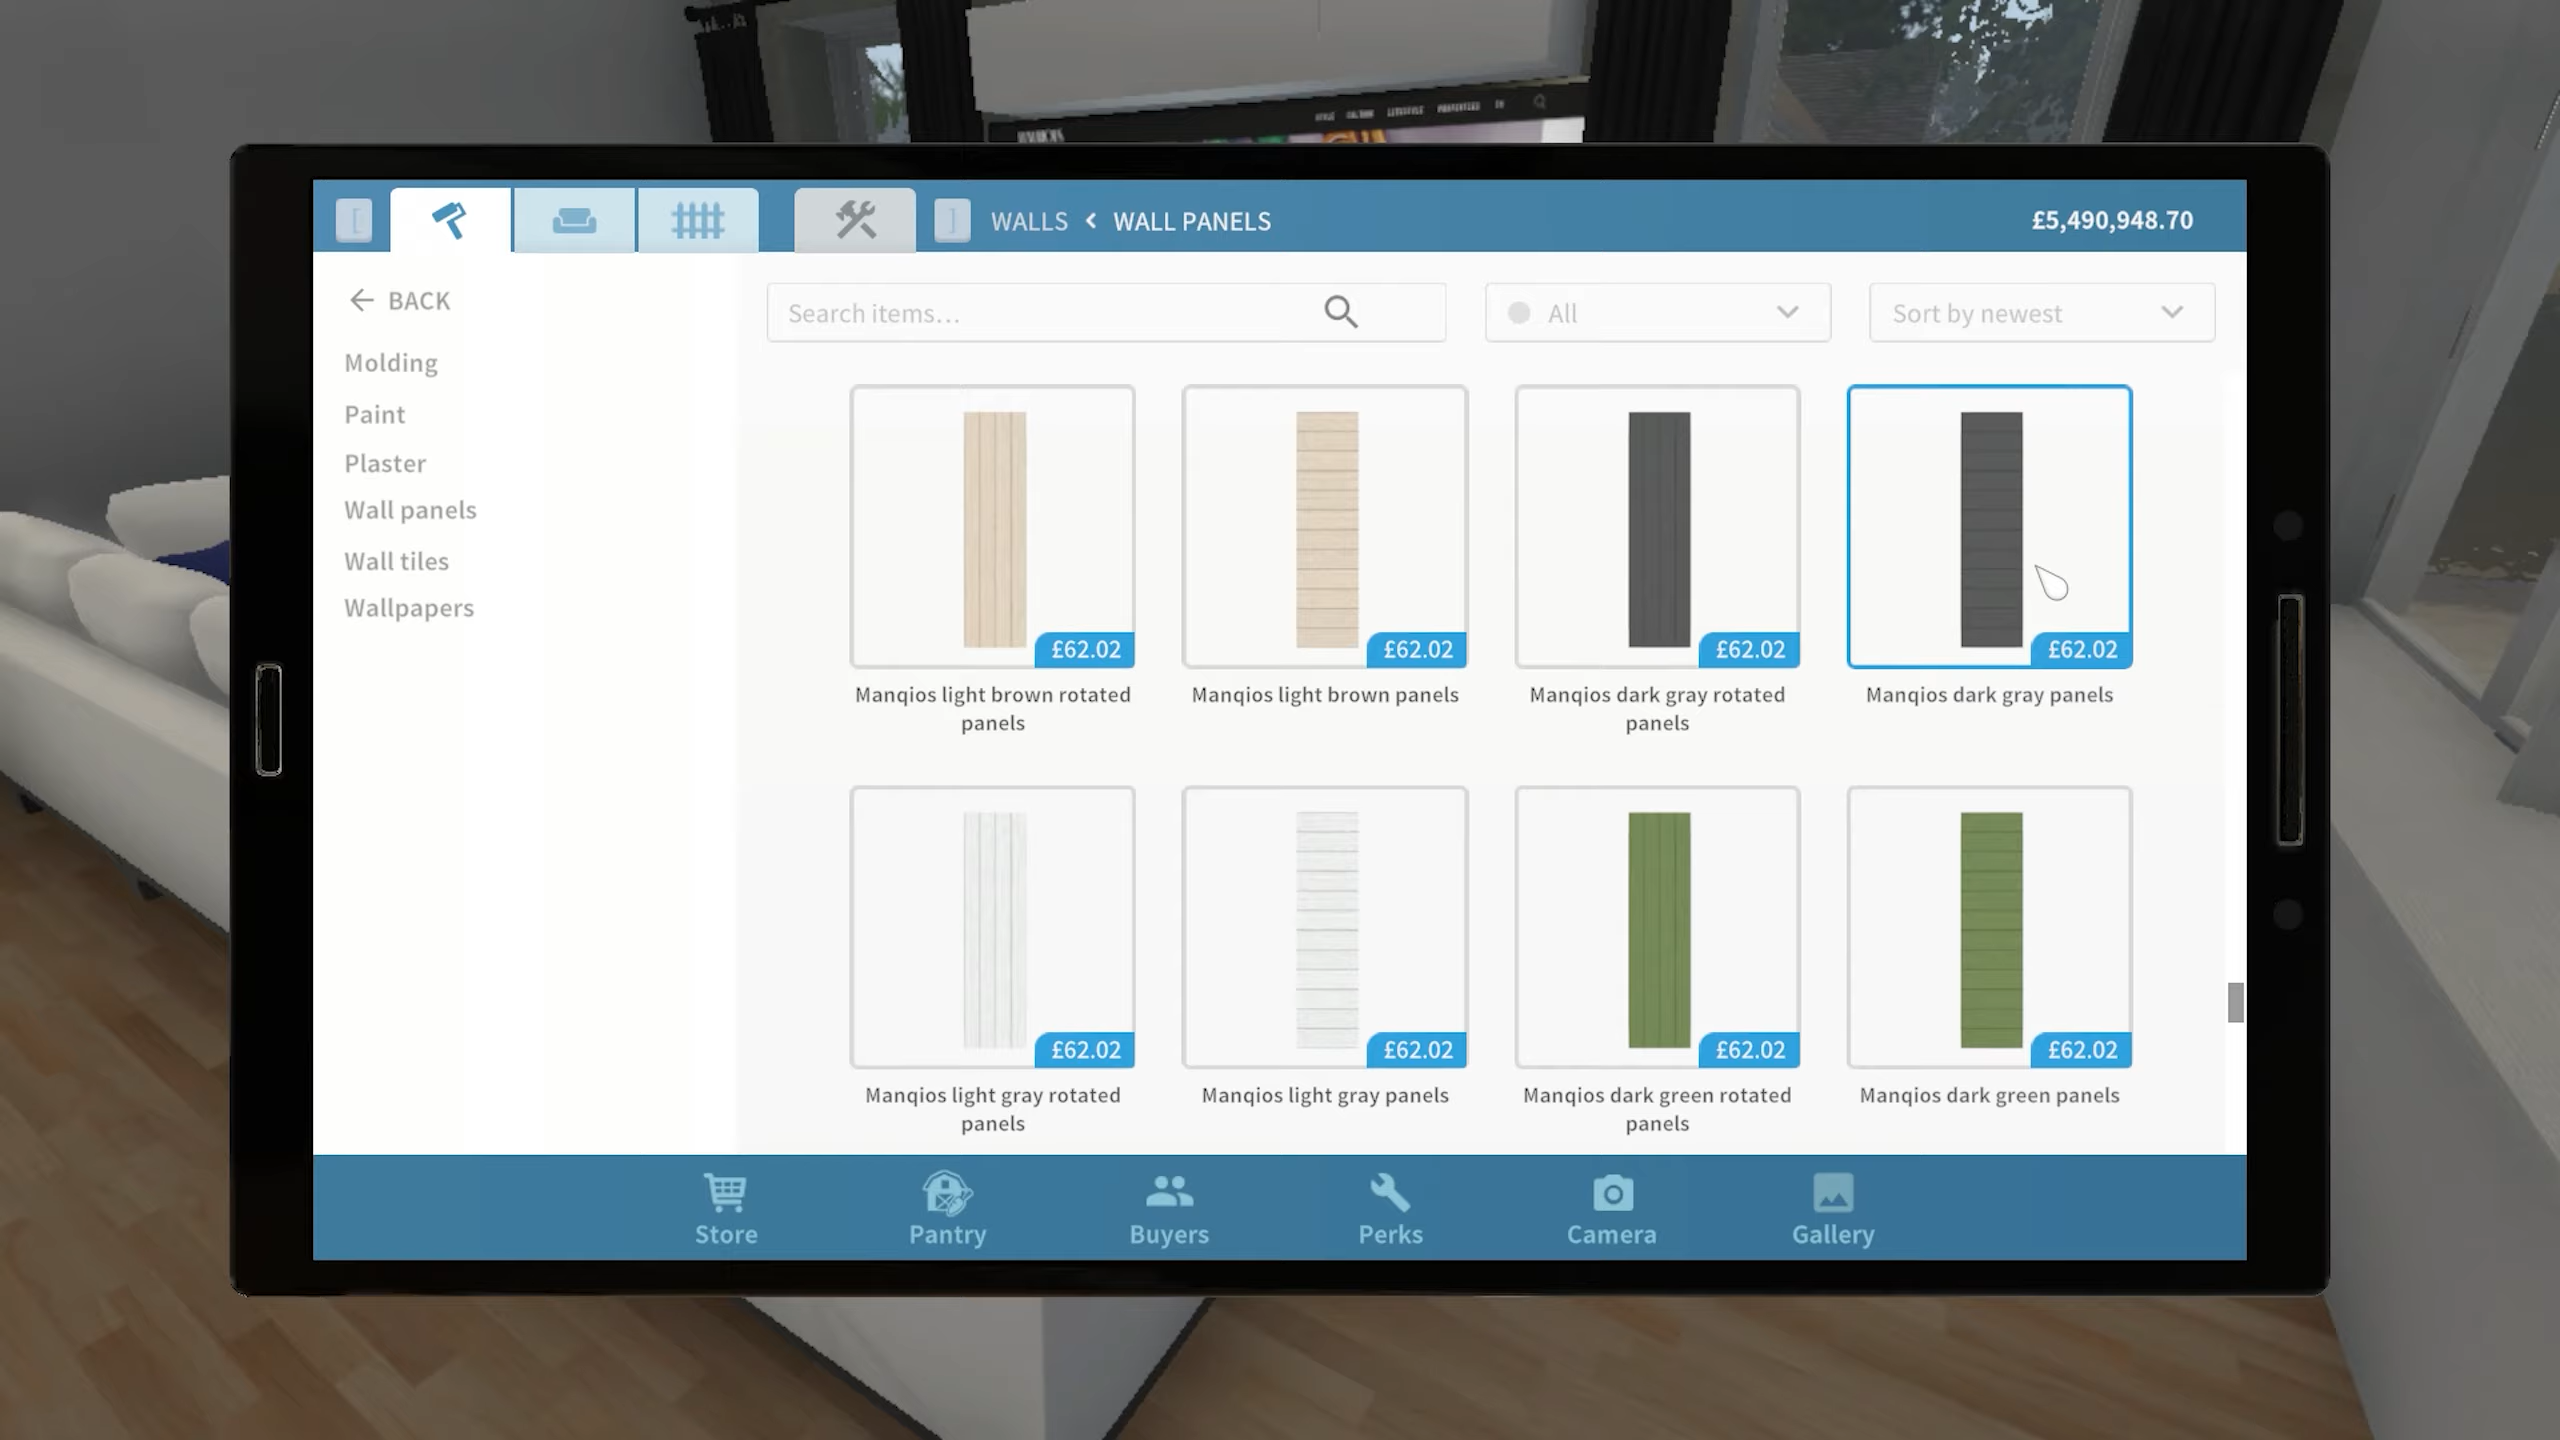 [
]
WALLS < WALL PANELS
£5,490,948.70
BACK
Molding
Paint
Plaster
Wall panels
Wall tiles
Wallpapers
Search items...
All
Sort by newest
£62.02
£62.02
£62.02
£62.02
Manqios light brown rotated
panels
Manqios light brown panels
Manqios dark gray rotated
panels
Manqios dark gray panels
£62.02
£62.02
£62.02
£62.02
Manqios light gray rotated
panels
Manqios light gray panels
Manqios dark green rotated
panels
Manqios dark green panels
Store
Pantry
Buyers
Perks
Camera
Gallery